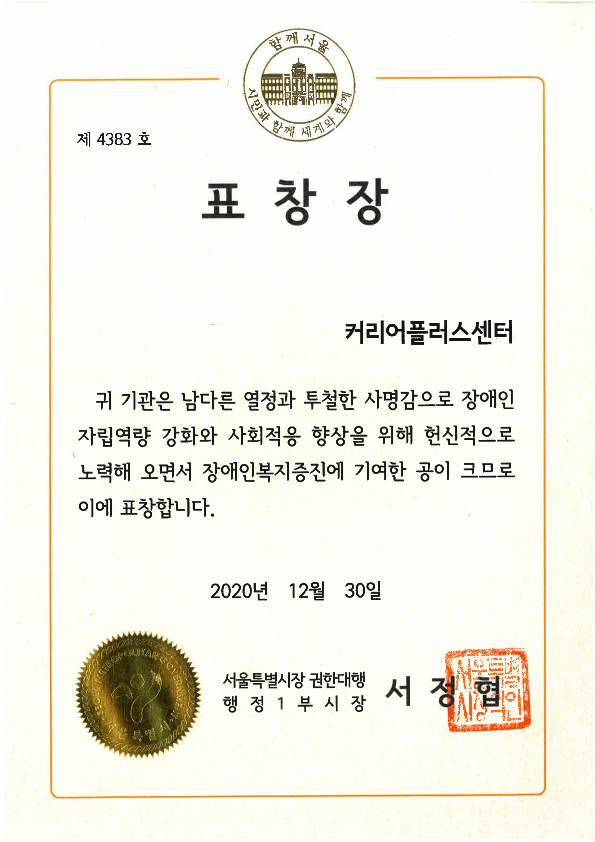 함께서울
서민과 함께 세계와 함께
제 4383 호
표 창 장
커리어플러스센터
귀 기관은 남다른 열정과 투철한 사명감으로 장애인
자립역량 강화와 사회적응 향상을 위해 헌신적으로
노력해 오면서 장애인복지증진에 기여한 공이 크므로
이에 표창합니다.
2020년 12월 30일
서울특별시장 권한대행
행 정 1 부 시 장
서 정 협